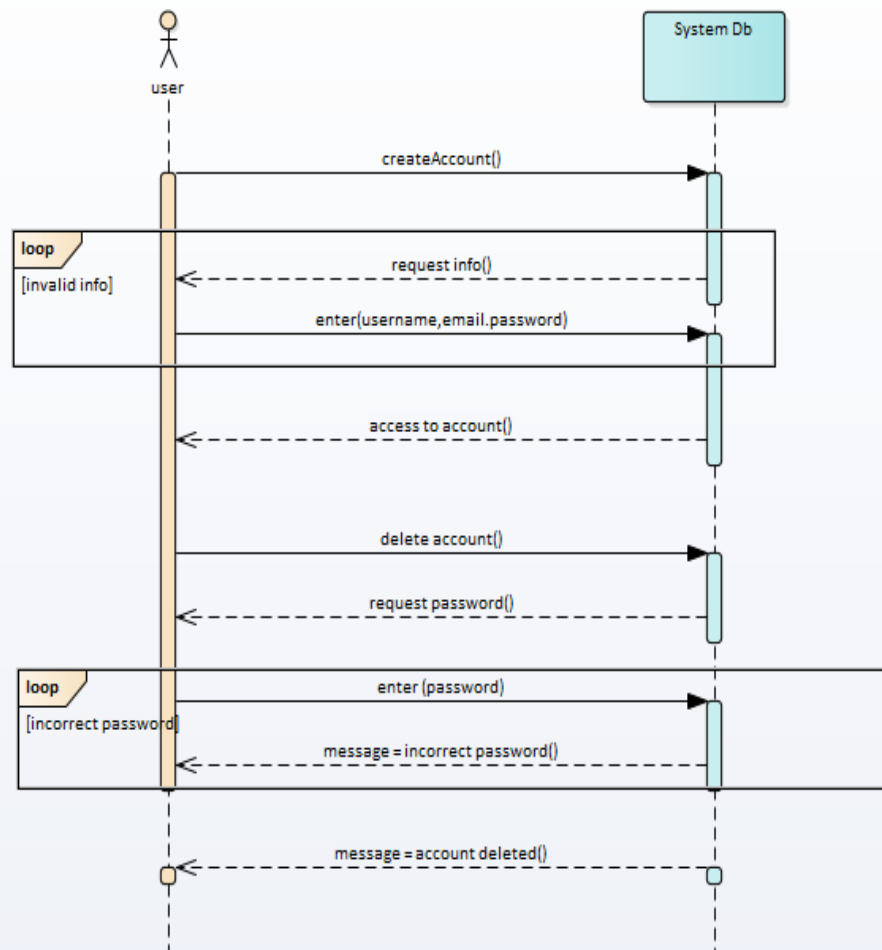 user
System Db
createAccount()
loop
[invalid info]
request info()
enter(username,email.password)
access to account()
delete account()
request password()
loop
[incorrect password]
enter (password)
message = incorrect password()
message = account deleted()